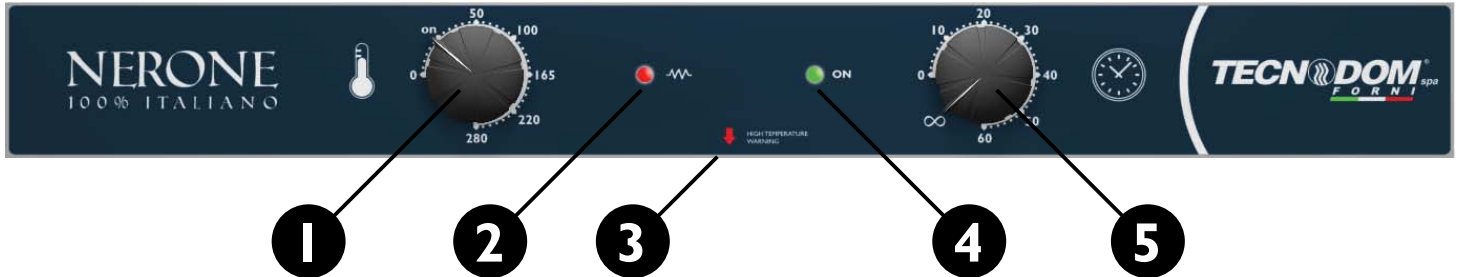 NERONE
100% ITALIANO
on
50
100
0
165
220
280
ON
HIGH TEMPERATURE
WARNING
20
10
30
0
40
∞
50
60
TECNODOM® spa
FORNI
1
2
3
4
5